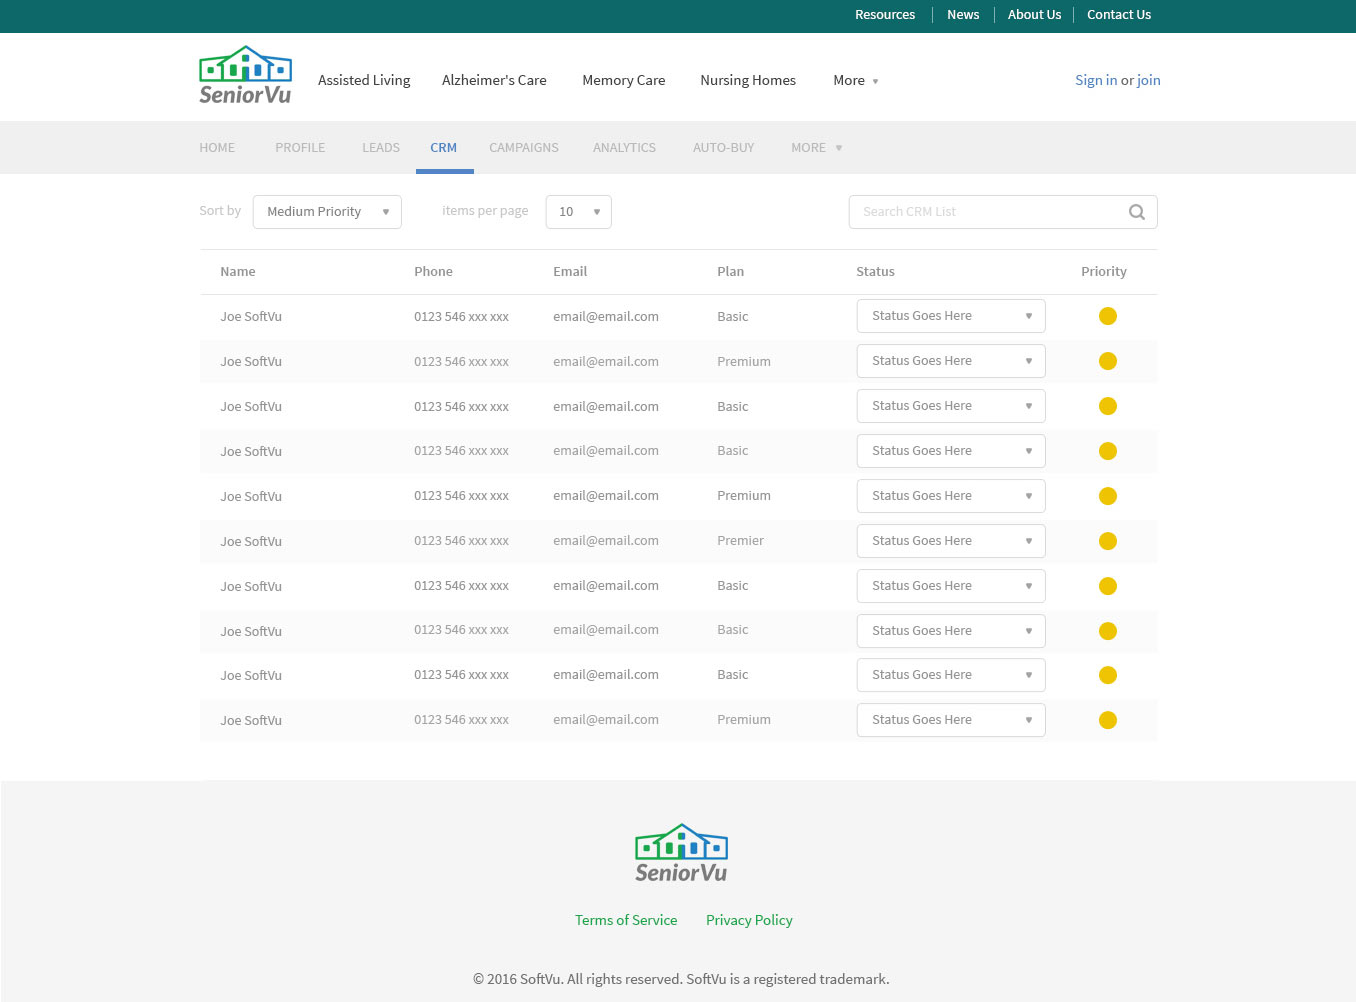 Resources News About Us Contact Us
SeniorVu
Assisted Living Alzheimer's Care Memory Care Nursing Homes More Sign in or join
HOME PROFILE LEADS CRM CAMPAIGNS ANALYTICS AUTO-BUY MORE
Sort by Medium Priority items per page 10 Search CRM List
Name Phone Email Plan Status Priority
Joe SoftVu 0123 546 xxx xxx email@email.com Basic Status Goes Here
Joe SoftVu 0123 546 xxx xxx email@email.com Premium Status Goes Here
Joe SoftVu 0123 546 xxx xxx email@email.com Basic Status Goes Here
Joe SoftVu 0123 546 xxx xxx email@email.com Basic Status Goes Here
Joe SoftVu 0123 546 xxx xxx email@email.com Premium Status Goes Here
Joe SoftVu 0123 546 xxx xxx email@email.com Premier Status Goes Here
Joe SoftVu 0123 546 xxx xxx email@email.com Basic Status Goes Here
Joe SoftVu 0123 546 xxx xxx email@email.com Basic Status Goes Here
Joe SoftVu 0123 546 xxx xxx email@email.com Basic Status Goes Here
Joe SoftVu 0123 546 xxx xxx email@email.com Premium Status Goes Here
SeniorVu
Terms of Service Privacy Policy
© 2016 SoftVu. All rights reserved. SoftVu is a registered trademark.